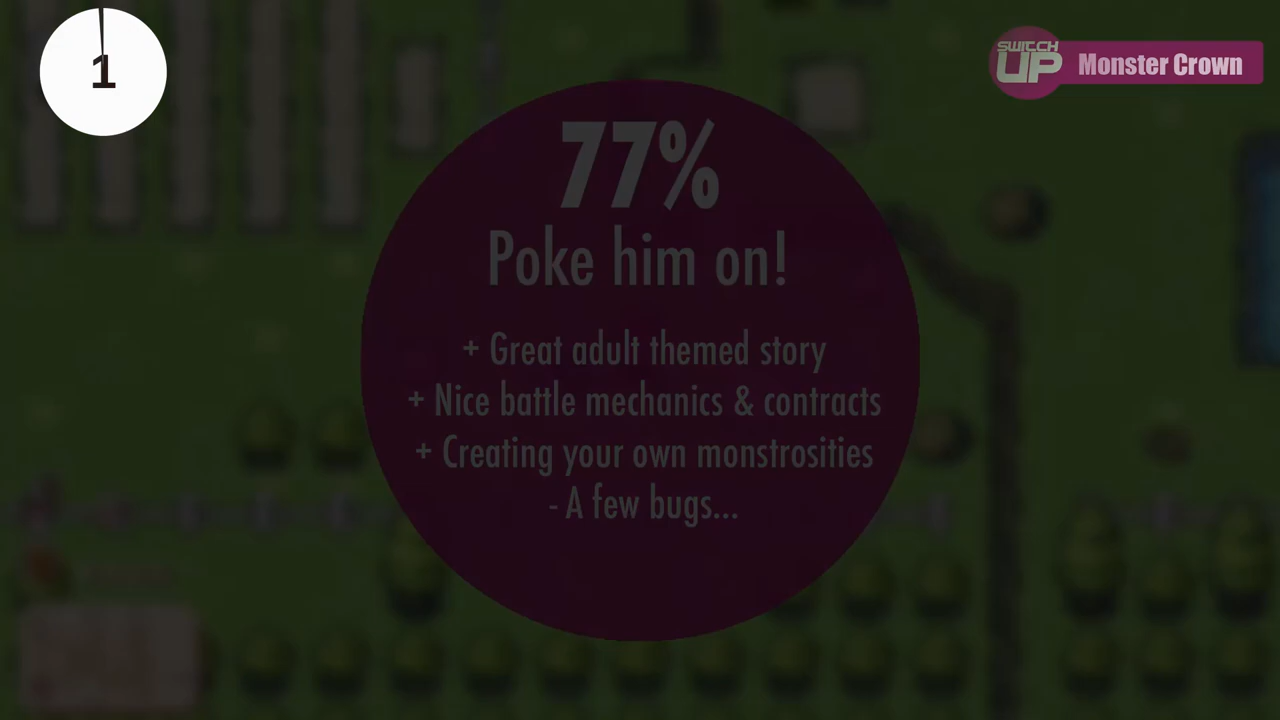 1
SWITCH
UP
Monster Crown
77%
Poke him on!
+ Great adult themed story
+ Nice battle mechanics & contracts
+ Creating your own monstrosities
- A few bugs...